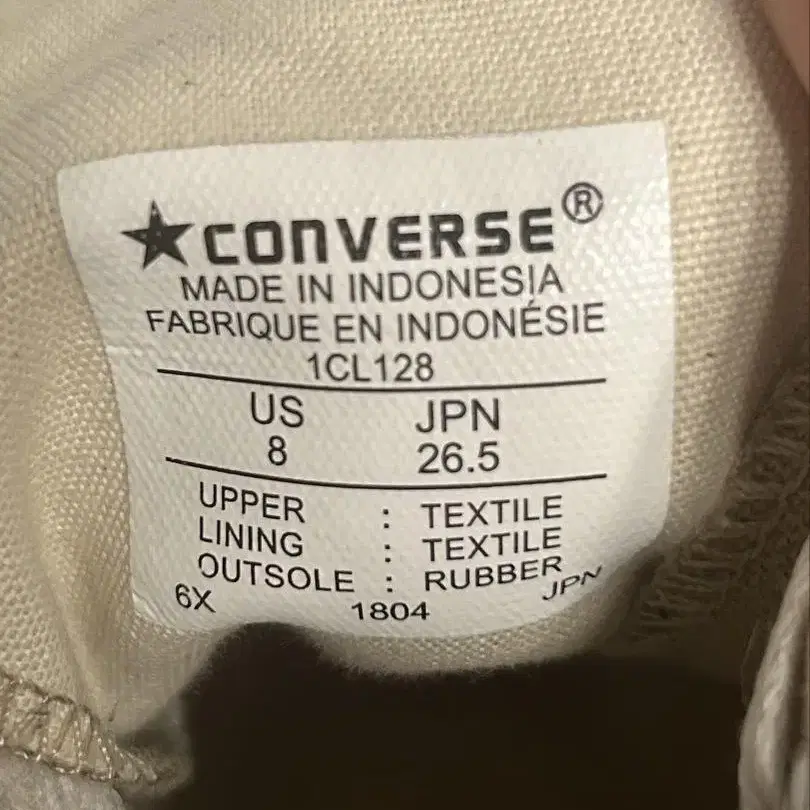 ★CONVERSE®
MADE IN INDONESIA
FABRIQUE EN INDONÉSIE
1CL128
US JPN
8 26.5
UPPER : TEXTILE
LINING : TEXTILE
OUTSOLE : RUBBER
6X 1804 JPN